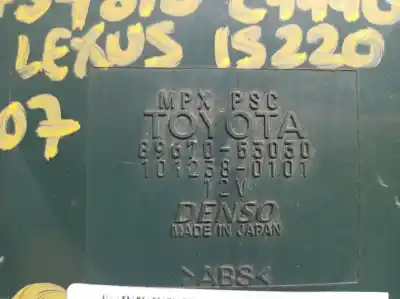 LEXUS IS220
07
MPX PSC
TOYOTA
89670-53030
101258-0101
12V
DENSO
MADE IN JAPAN
>ABS<